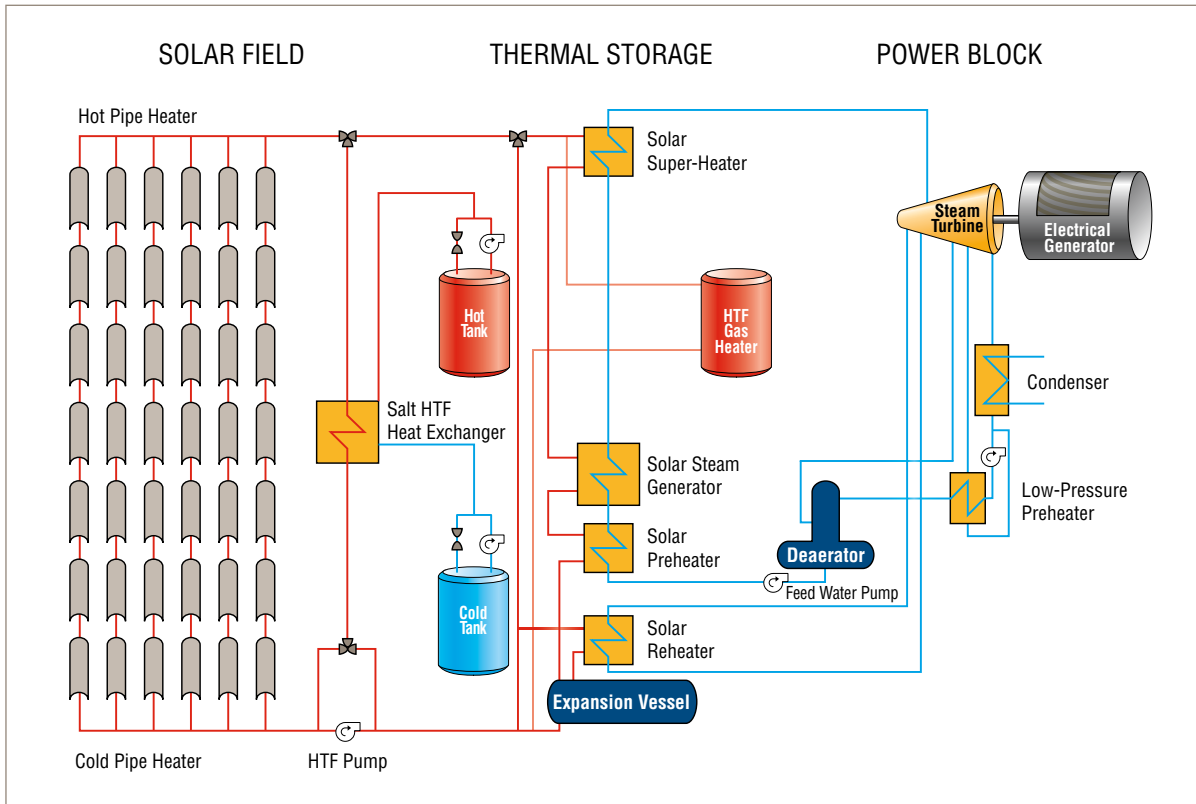 SOLAR FIELD
THERMAL STORAGE
POWER BLOCK
Hot Pipe Heater
Solar
Super-Heater
Steam
Turbine
Electrical
Generator
Hot
Tank
HTF
Gas
Heater
Condenser
Salt HTF
Heat Exchanger
Solar Steam
Generator
Low-Pressure
Preheater
Solar
Preheater
Deaerator
Feed Water Pump
Cold
Tank
Solar
Reheater
Expansion Vessel
Cold Pipe Heater
HTF Pump